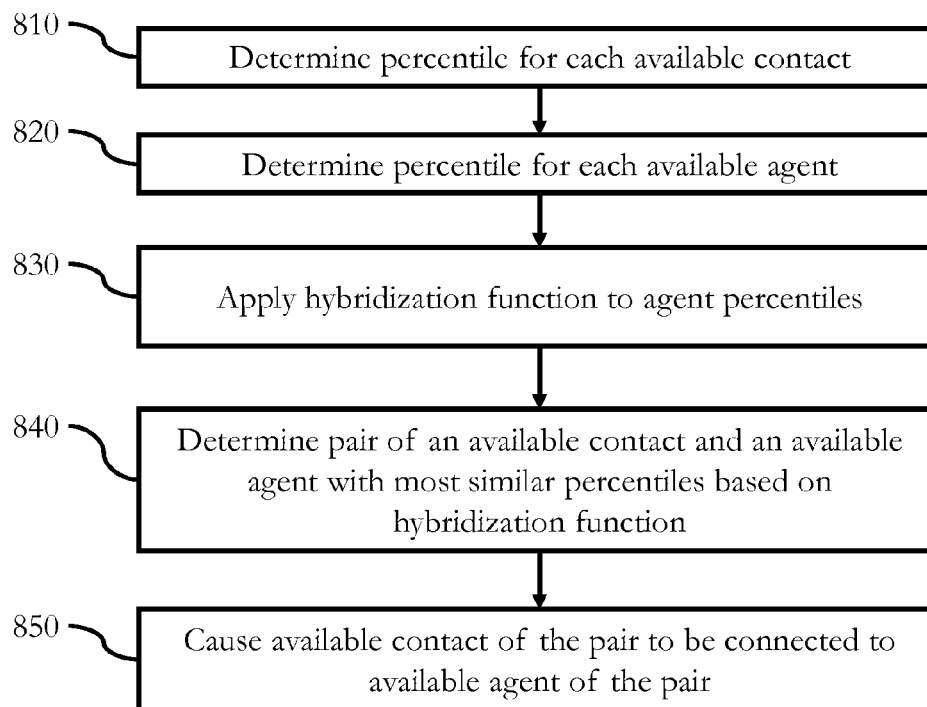 810
Determine percentile for each available contact
820
Determine percentile for each available agent
830
Apply hybridization function to agent percentiles
840
Determine pair of an available contact and an available
agent with most similar percentiles based on
hybridization function
850
Cause available contact of the pair to be connected to
available agent of the pair